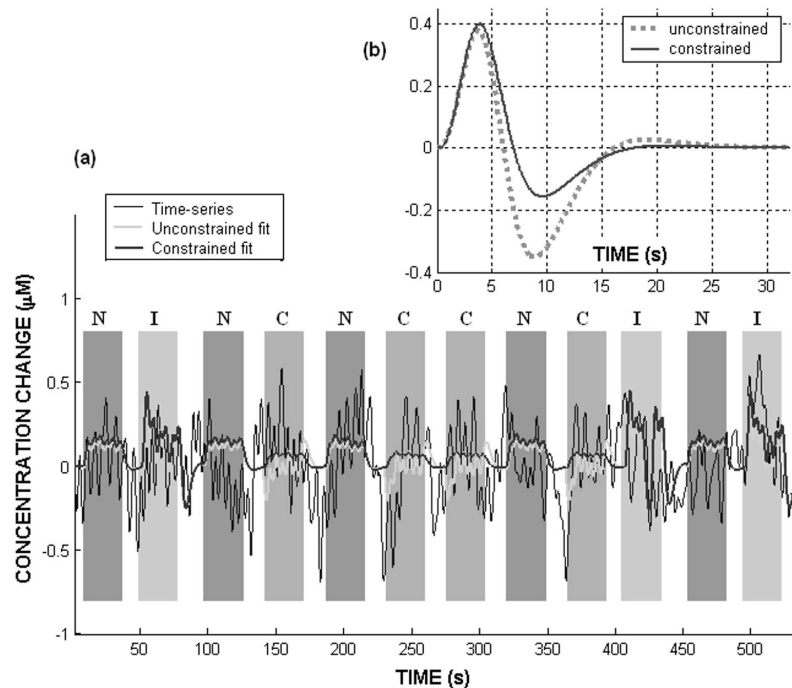 (b)
unconstrained
constrained
0.4
0.2
0
-0.2
-0.4
0 5 10 15 20 25 30
TIME (s)
(a)
Time-series
Unconstrained fit
Constrained fit
CONCENTRATION CHANGE (μM)
1
0.5
0
-0.5
-1
N I N C N C C N C I N I
50 100 150 200 250 300 350 400 450 500
TIME (s)